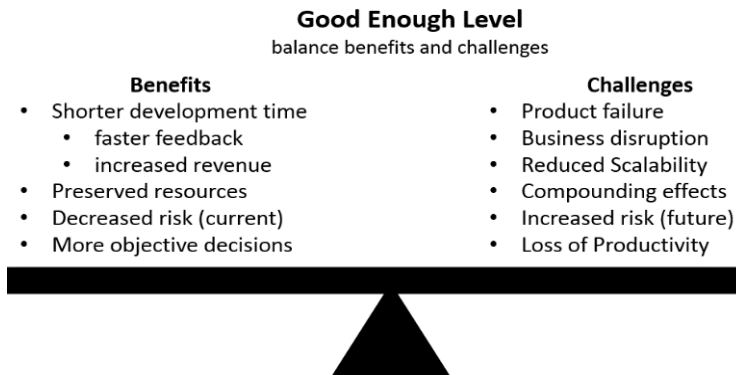 Good Enough Level
balance benefits and challenges
Benefits
• Shorter development time
• faster feedback
• increased revenue
• Preserved resources
• Decreased risk (current)
• More objective decisions
Challenges
• Product failure
• Business disruption
• Reduced Scalability
• Compounding effects
• Increased risk (future)
• Loss of Productivity